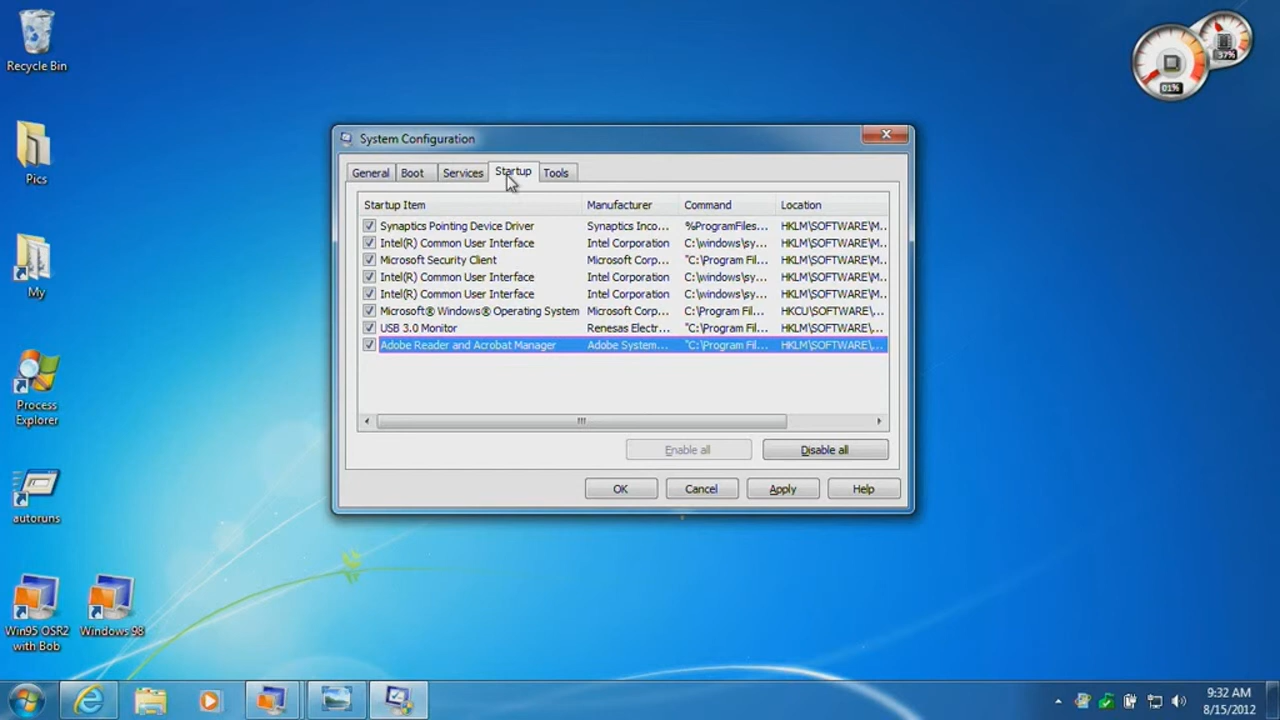 Recycle Bin
37%
01%
Pics
My
Process
Explorer
autoruns
Win95 OSR2
with Bob
Windows 98
System Configuration
General Boot Services Startup Tools
Startup Item Manufacturer Command Location
Synaptics Pointing Device Driver Synaptics Inco... %ProgramFiles... HKLM\SOFTWARE\M...
Intel(R) Common User Interface Intel Corporation C:\windows\sy... HKLM\SOFTWARE\M...
Microsoft Security Client Microsoft Corp... "C:\Program Fil... HKLM\SOFTWARE\M...
Intel(R) Common User Interface Intel Corporation C:\windows\sy... HKLM\SOFTWARE\M...
Intel(R) Common User Interface Intel Corporation C:\windows\sy... HKLM\SOFTWARE\M...
Microsoft® Windows® Operating System Microsoft Corp... C:\Program Fil... HKCU\SOFTWARE\...
USB 3.0 Monitor Renesas Electr... "C:\Program Fil... HKLM\SOFTWARE\...
Adobe Reader and Acrobat Manager Adobe System... "C:\Program Fil... HKLM\SOFTWARE\...
Enable all Disable all
OK Cancel Apply Help
9:32 AM
8/15/2012